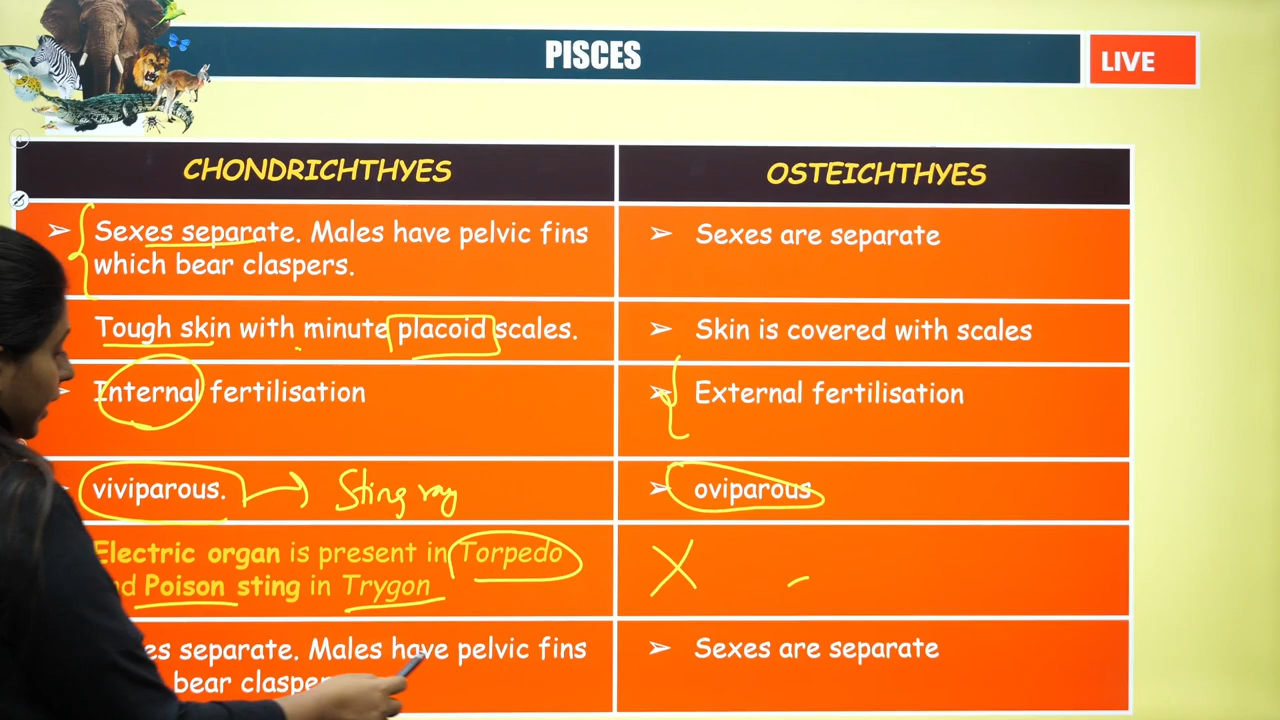 PISCES
LIVE
CHONDRICHTHYES
OSTEICHTHYES
➢ Sexes separate. Males have pelvic fins
which bear claspers.
➢ Sexes are separate
Tough skin with minute placoid scales.
➢ Skin is covered with scales
Internal fertilisation
➢ External fertilisation
viviparous. → Sting ray
➢ oviparous
Electric organ is present in Torpedo
Poison sting in Trygon
X
separate. Males have pelvic fins
bear
➢ Sexes are separate